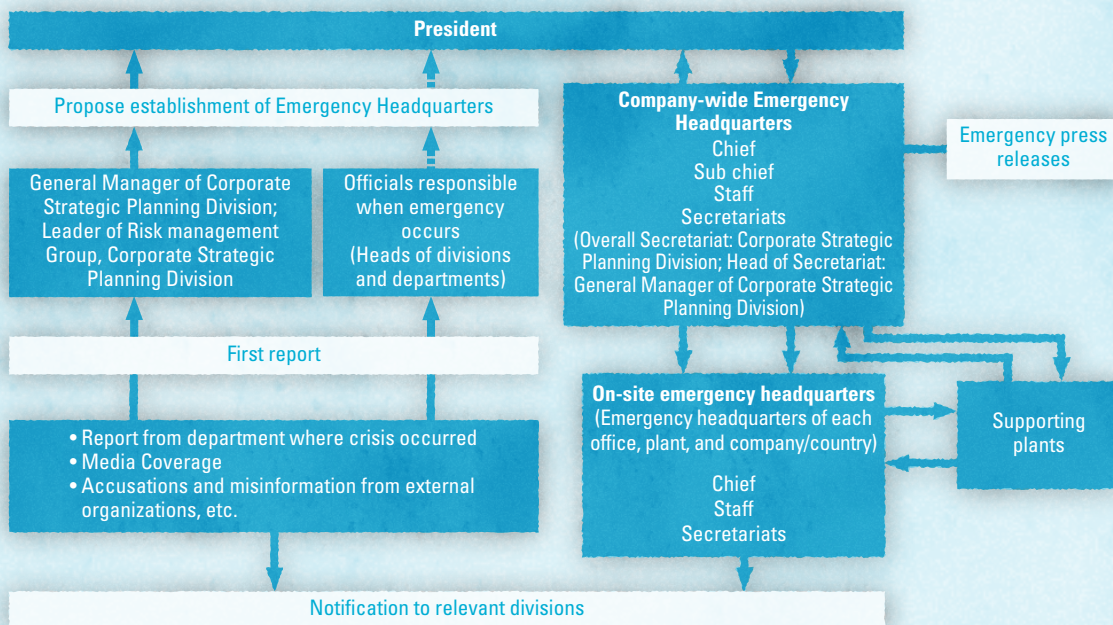 President
Propose establishment of Emergency Headquarters
General Manager of Corporate
Strategic Planning Division;
Leader of Risk management
Group, Corporate Strategic
Planning Division
Officials responsible
when emergency
occurs
(Heads of divisions
and departments)
First report
• Report from department where crisis occurred
• Media Coverage
• Accusations and misinformation from external
organizations, etc.
Company-wide Emergency
Headquarters
Chief
Sub chief
Staff
Secretariats
(Overall Secretariat: Corporate Strategic
Planning Division; Head of Secretariat:
General Manager of Corporate Strategic
Planning Division)
Emergency press
releases
On-site emergency headquarters
(Emergency headquarters of each
office, plant, and company/country)
Chief
Staff
Secretariats
Supporting
plants
Notification to relevant divisions